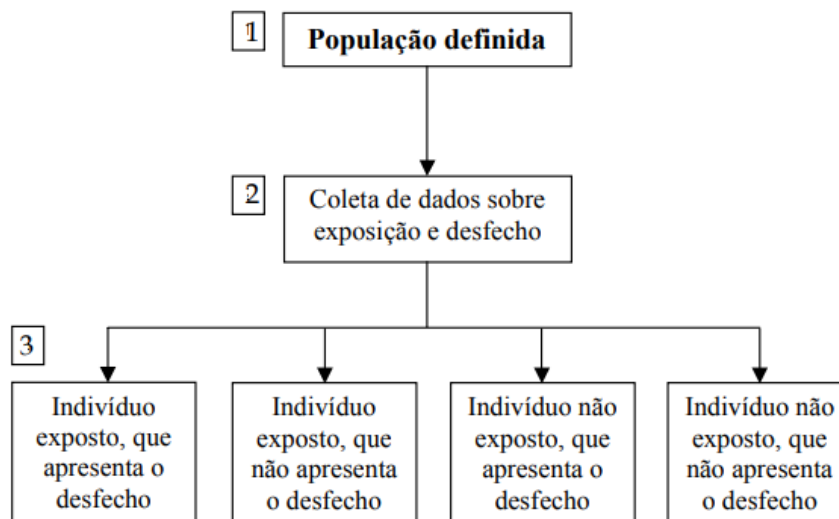 1
População definida
2
Coleta de dados sobre
exposição e desfecho
3
Indivíduo
exposto, que
apresenta o
desfecho
Indivíduo
exposto, que
não apresenta
o desfecho
Indivíduo não
exposto, que
apresenta o
desfecho
Indivíduo não
exposto, que
não apresenta
o desfecho